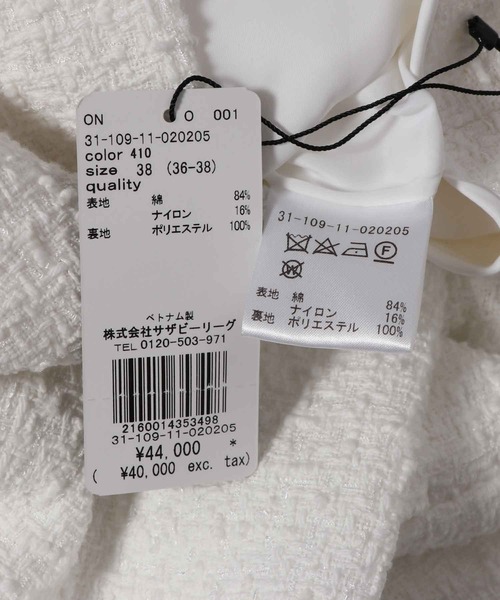 ON O 001
31-109-11-020205
color 410
size 38 (36-38)
quality
表地 綿 84%
ナイロン 16%
裏地 ポリエステル 100%
ベトナム製
株式会社サザビーリーグ
TEL 0120-503-971
2160014353498
31-109-11-020205
¥44,000 *
( ¥40,000 exc. tax)
31-109-11-020205
F
W
表地 綿 84%
ナイロン 16%
裏地 ポリエステル 100%